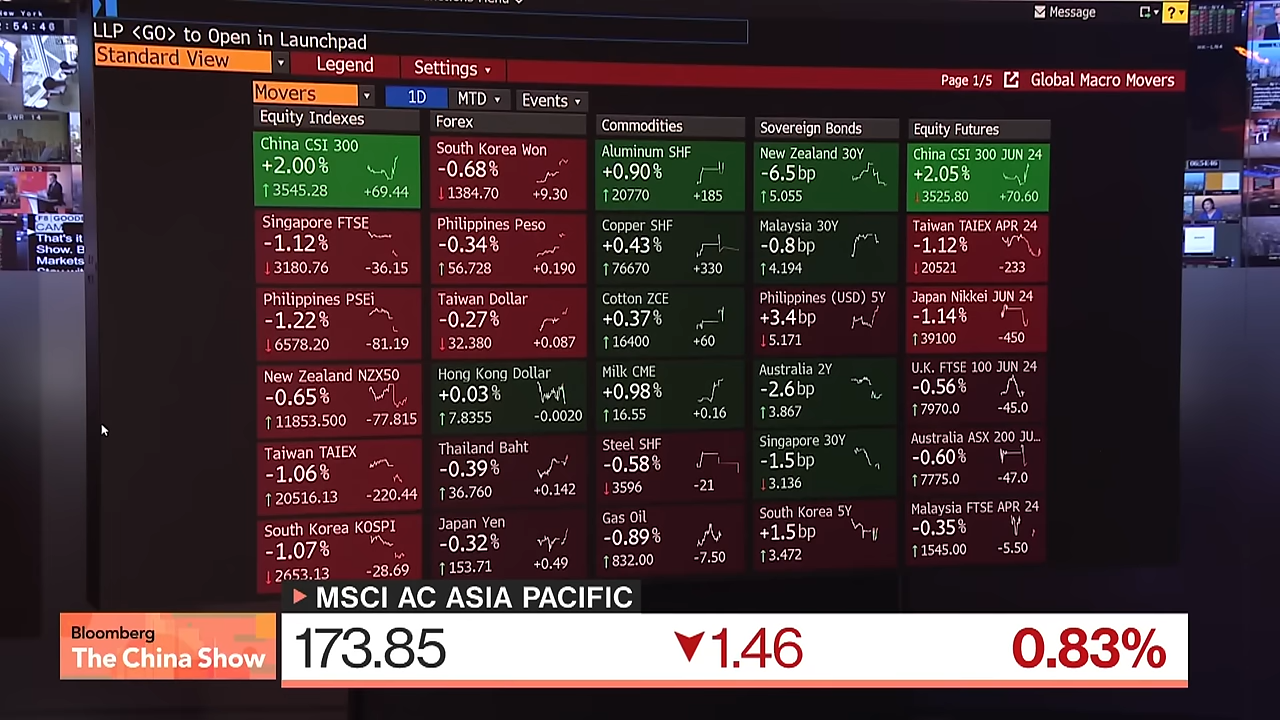 :54:46
Message
?
LLP <GO> to Open in Launchpad
Standard View
Legend
Settings
Page 1/5
Global Macro Movers
Movers
1D
MTD
Events
Equity Indexes
China CSI 300
+2.00%
↑3545.28 +69.44
Singapore FTSE
-1.12%
↓3180.76 -36.15
Philippines PSEi
-1.22%
↓6578.20 -81.19
New Zealand NZX50
-0.65%
↑11853.500 -77.815
Taiwan TAIEX
-1.06%
↑20516.13 -220.44
South Korea KOSPI
-1.07%
↓2653.13 -28.69
Forex
South Korea Won
-0.68%
↓1384.70 +9.30
Philippines Peso
-0.34%
↑56.728 +0.190
Taiwan Dollar
-0.27%
↓32.380 +0.087
Hong Kong Dollar
+0.03%
↑7.8355 -0.0020
Thailand Baht
-0.39%
↑36.760 +0.142
Japan Yen
-0.32%
↑153.71 +0.49
Commodities
Aluminum SHF
+0.90%
↑20770 +185
Copper SHF
+0.43%
↑76670 +330
Cotton ZCE
+0.37%
↑16400 +60
Milk CME
+0.98%
↑16.55 +0.16
Steel SHF
-0.58%
↓3596 -21
Gas Oil
-0.89%
↑832.00 -7.50
Sovereign Bonds
New Zealand 30Y
-6.5bp
↑5.055
Malaysia 30Y
-0.8bp
↑4.194
Philippines (USD) 5Y
+3.4bp
↓5.171
Australia 2Y
-2.6bp
↑3.867
Singapore 30Y
-1.5bp
↓3.136
South Korea 5Y
+1.5bp
↑3.472
Equity Futures
China CSI 300 JUN 24
+2.05%
↓3525.80 +70.60
Taiwan TAIEX APR 24
-1.12%
↓20521 -233
Japan Nikkei JUN 24
-1.14%
↑39100 -450
U.K. FTSE 100 JUN 24
-0.56%
↑7970.0 -45.0
Australia ASX 200 JU...
-0.60%
↑7775.0 -47.0
Malaysia FTSE APR 24
-0.35%
↑1545.00 -5.50
That's it
Show. B
Markets
MSCI AC ASIA PACIFIC
Bloomberg
The China Show
173.85 ▼1.46 0.83%